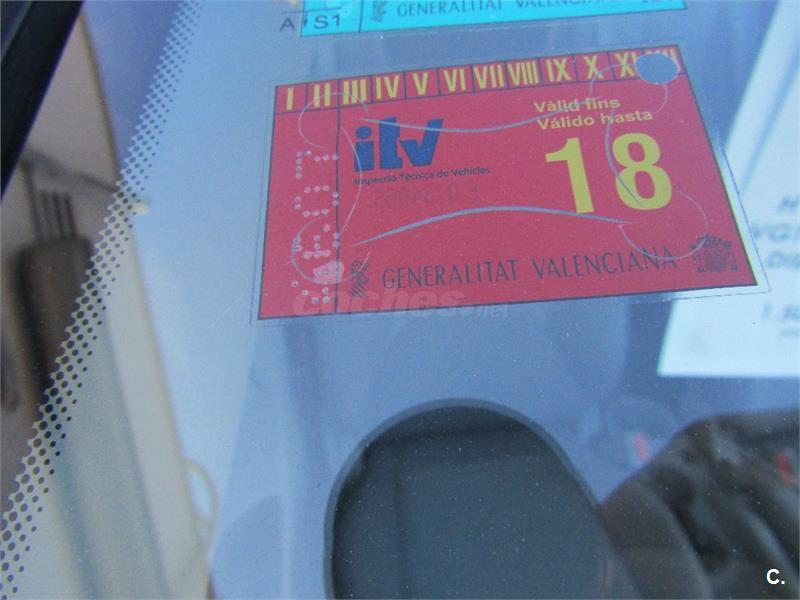 A S1 GENERALITAT VALENCIANA
I II III IV V VI VII VIII IX X XI XII
Vàlid fins
Válido hasta
18
itv
Inspecció Tècnica de Vehicles
GENERALITAT VALENCIANA
coches.net
C.